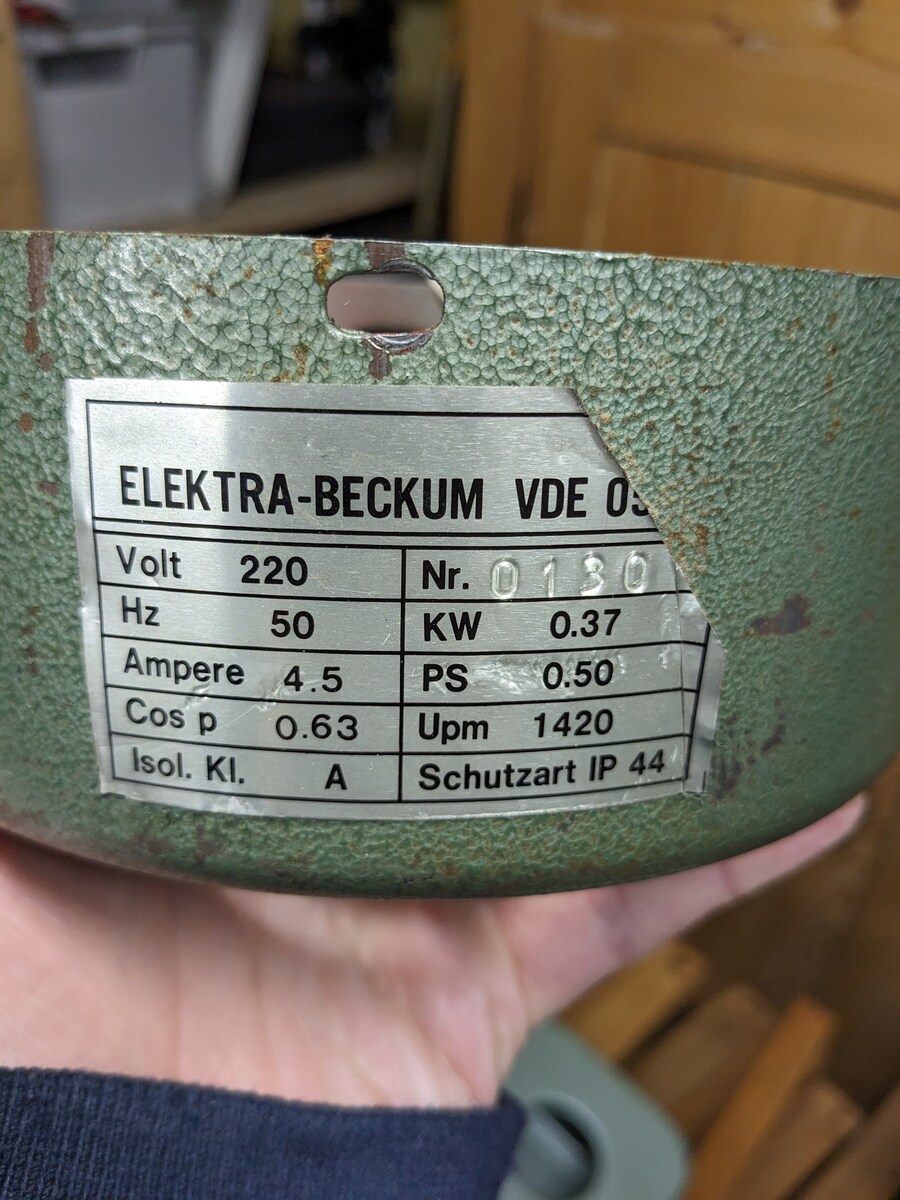 ELEKTRA-BECKUM VDE 05
Volt 220 Nr. 0130
Hz 50 KW 0.37
Ampere 4.5 PS 0.50
Cos p 0.63 Upm 1420
Isol. Kl. A Schutzart IP 44